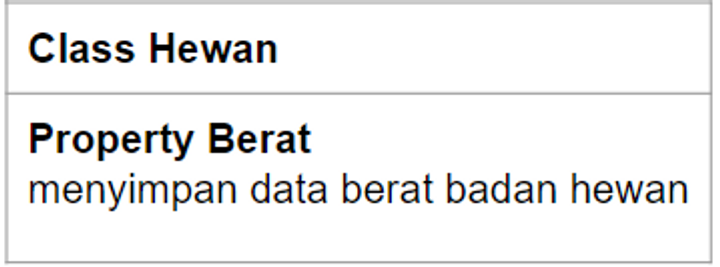 Class Hewan
Property Berat
menyimpan data berat badan hewan